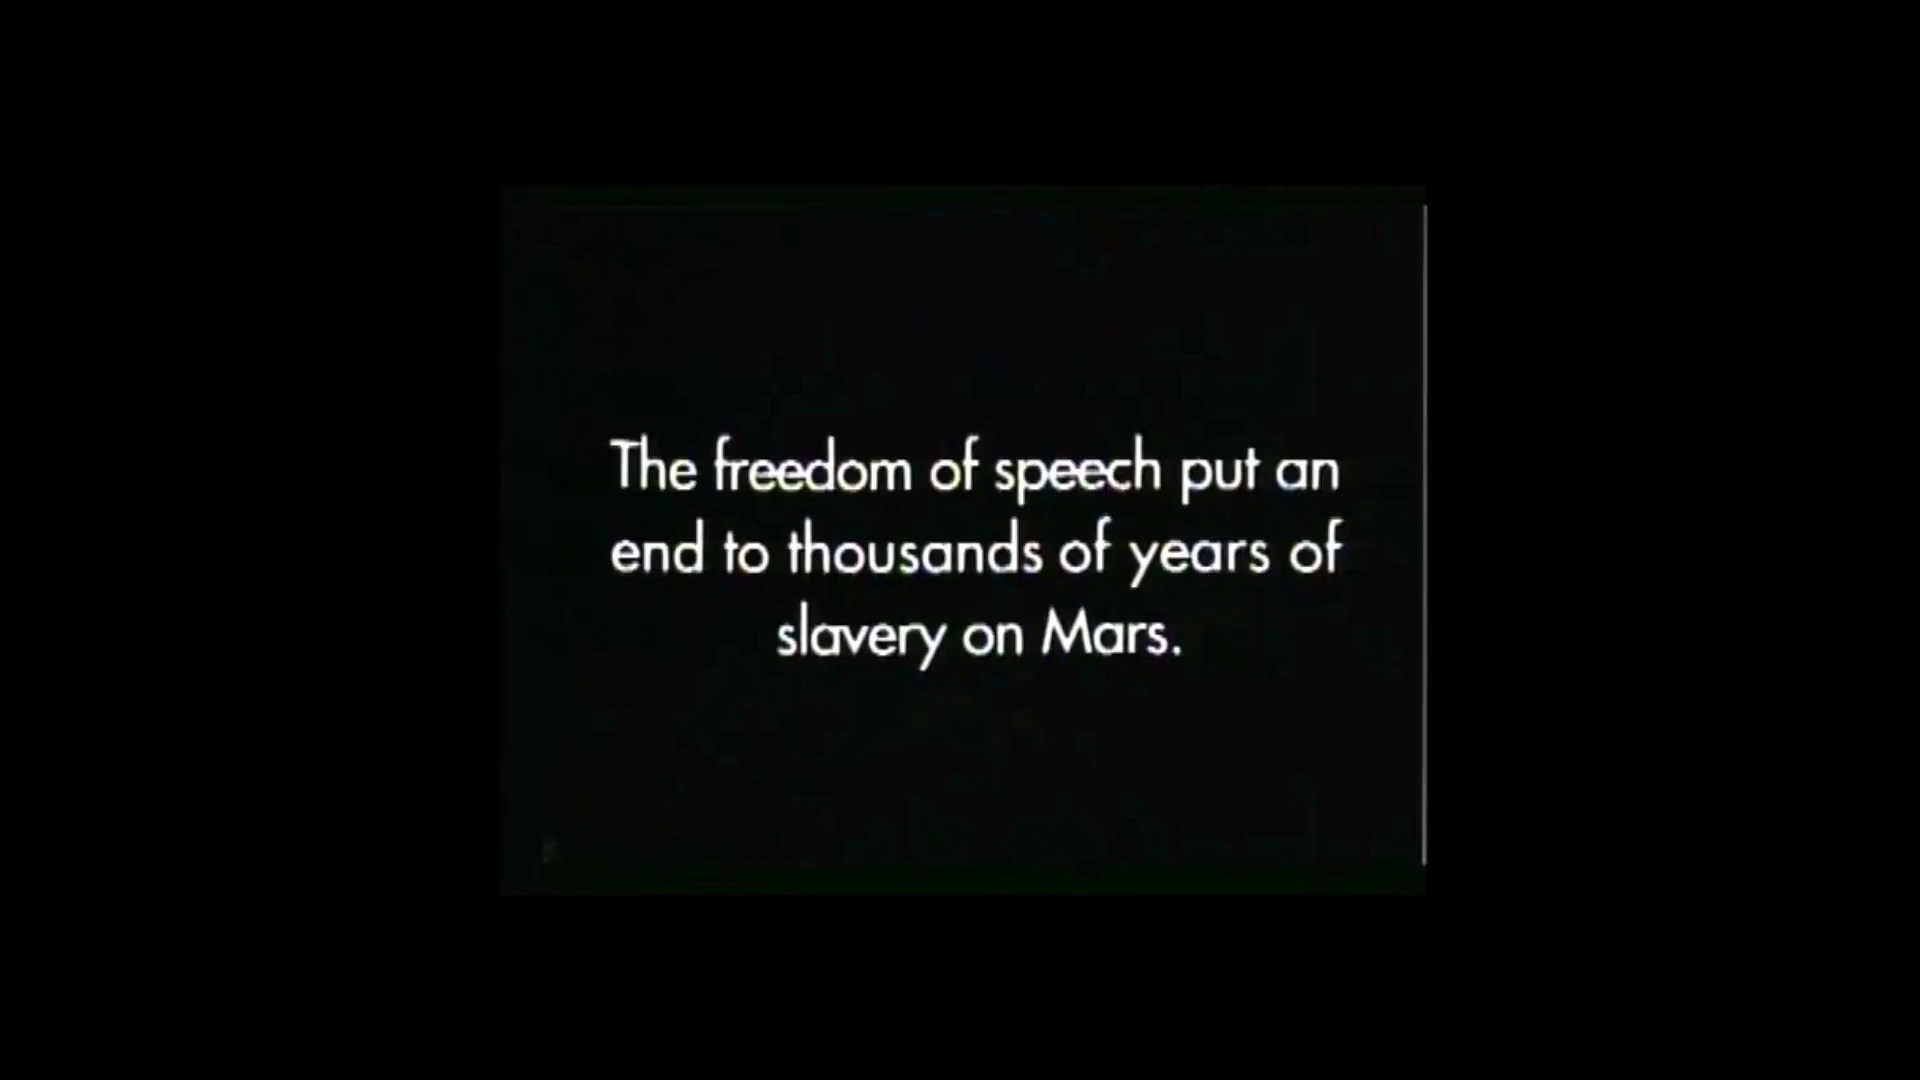 The freedom of speech put an
end to thousands of years of
slavery on Mars.